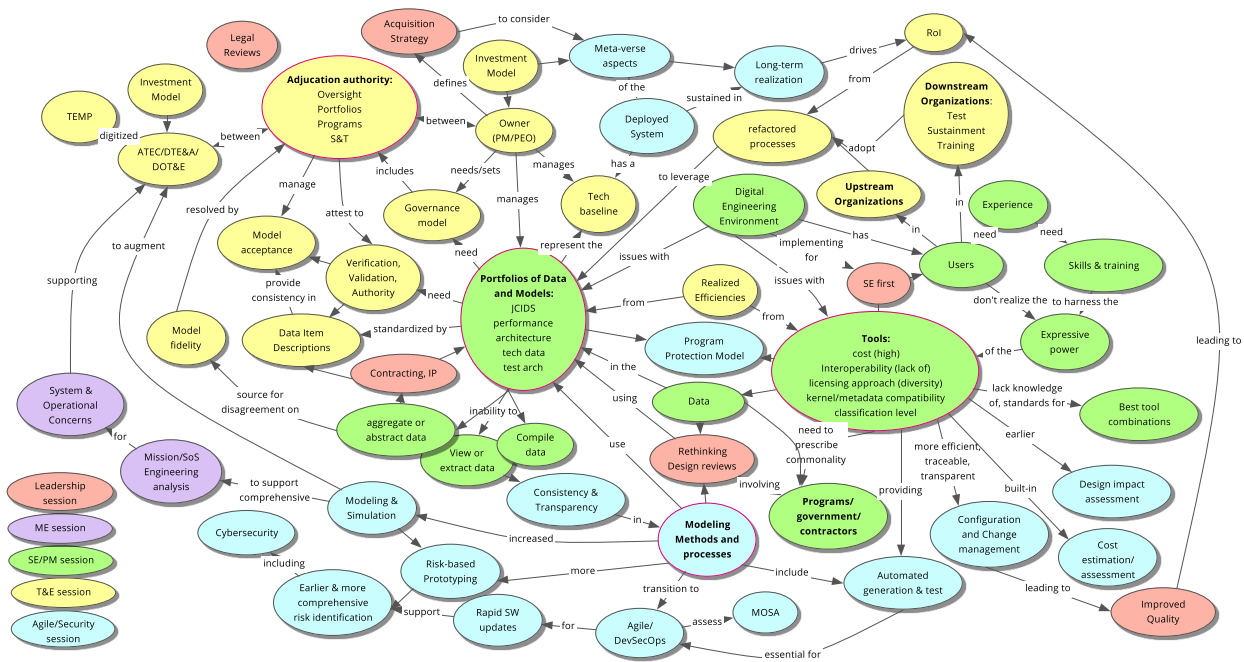 Legal
Reviews
Acquisition
Strategy
to consider
Meta-verse
aspects
Long-term
realization
drives
RoI
from
Investment
Model
TEMP
digitized
ATEC/DTE&A/
DOT&E
between
Adjucation authority:
Oversight
Portfolios
Programs
S&T
between
Investment
Model
defines
Owner
(PM/PEO)
of the
Deployed
System
sustained in
refactored
processes
adopt
Downstream
Organizations:
Test
Sustainment
Training
manage
attest to
includes
needs/sets
manages
manages
has a
to leverage
Governance
model
Tech
baseline
Digital
Engineering
Environment
Upstream
Organizations
in
in
Experience
need
need
Skills & training
resolved by
to augment
Model
acceptance
Verification,
Validation,
Authority
need
need
represent the
issues with
implementing
for
has
issues with
Users
SE first
don't realize the
to harness the
Expressive
power
of the
supporting
provide
consistency in
Data Item
Descriptions
standardized by
Portfolios of Data
and Models:
JCIDS
performance
architecture
tech data
test arch
from
Realized
Efficiencies
from
Program
Protection Model
Tools:
cost (high)
Interoperability (lack of)
licensing approach (diversity)
kernel/metadata compatibility
classification level
leading to
Model
fidelity
source for
disagreement on
Contracting, IP
in the
using
Data
lack knowledge
of, standards for
Best tool
combinations
System &
Operational
Concerns
for
Mission/SoS
Engineering
analysis
to support
comprehensive
aggregate or
abstract data
inability to
View or
extract data
Compile
data
use
Rethinking
Design reviews
need to
prescribe
commonality
involving
Programs/
government/
contractors
more efficient,
traceable,
transparent
earlier
Design impact
assessment
providing
built-in
Leadership
session
ME session
SE/PM session
T&E session
Agile/Security
session
Cybersecurity
including
Modeling &
Simulation
Consistency &
Transparency
in
increased
Modeling
Methods and
processes
Configuration
and Change
management
Cost
estimation/
assessment
Earlier & more
comprehensive
risk identification
Risk-based
Prototyping
more
transition to
include
Automated
generation & test
leading to
Improved
Quality
support
Rapid SW
updates
for
Agile/
DevSecOps
assess
MOSA
essential for